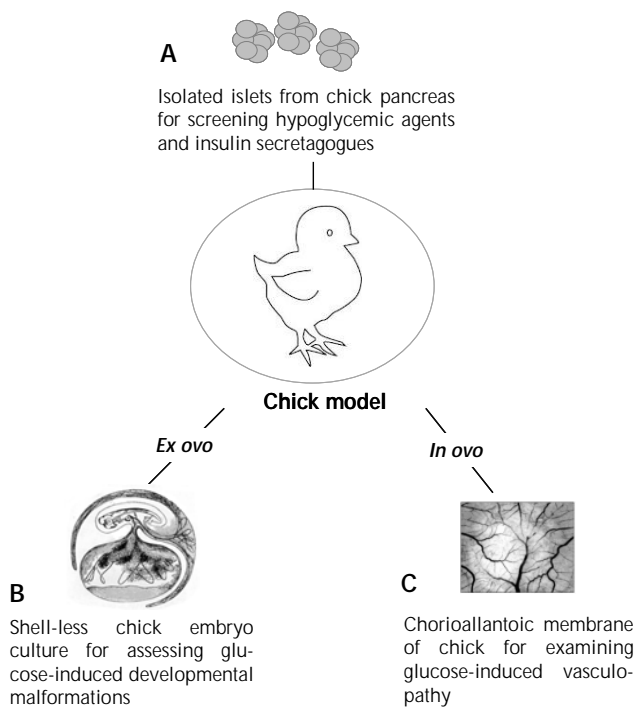 A
Isolated islets from chick pancreas
for screening hypoglycemic agents
and insulin secretagogues
Chick model
Ex ovo
In ovo
B
Shell-less chick embryo
culture for assessing glu-
cose-induced developmental
malformations
C
Chorioallantoic membrane
of chick for examining
glucose-induced vasculo-
pathy